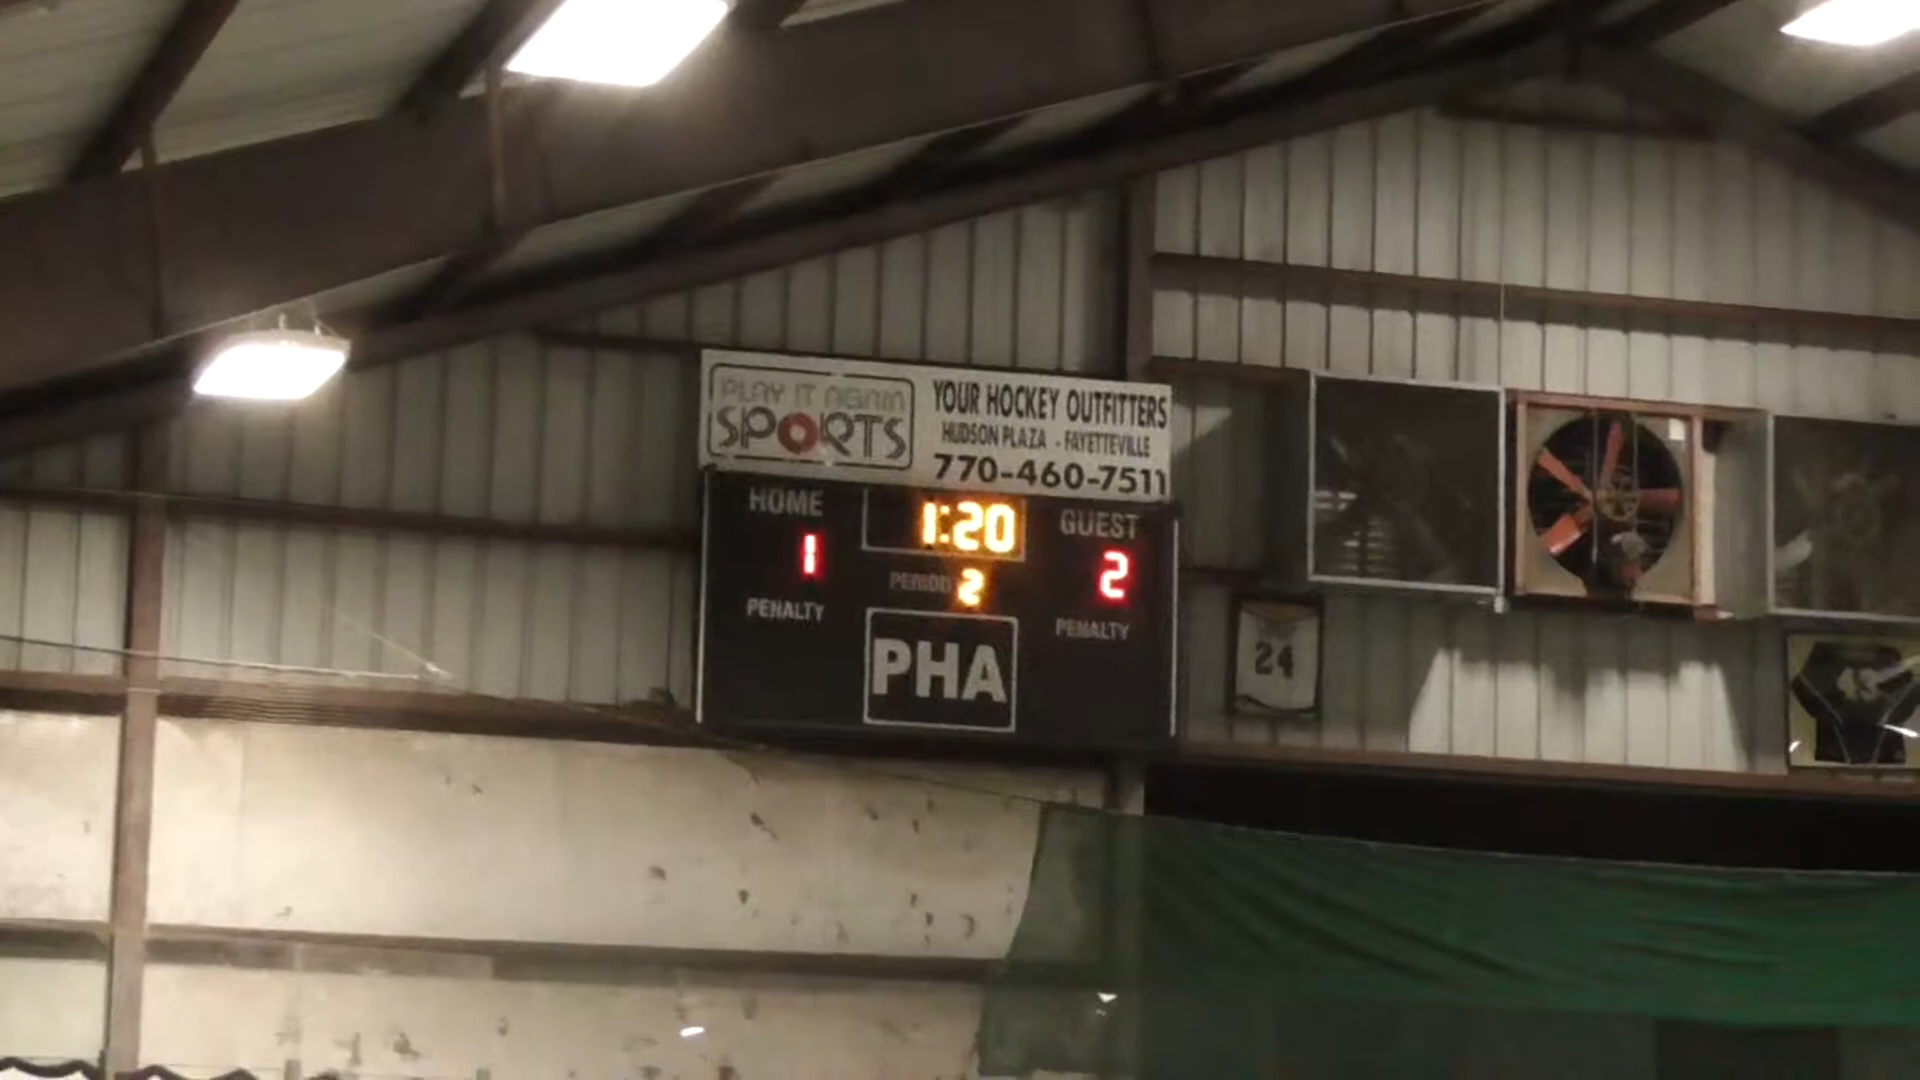 PLAY IT AGAIN
SPORTS
YOUR HOCKEY OUTFITTERS
HUDSON PLAZA - FAYETTEVILLE
770-460-7511
HOME
1:20
GUEST
1
PERIOD 2
2
PENALTY
PENALTY
PHA
24
43